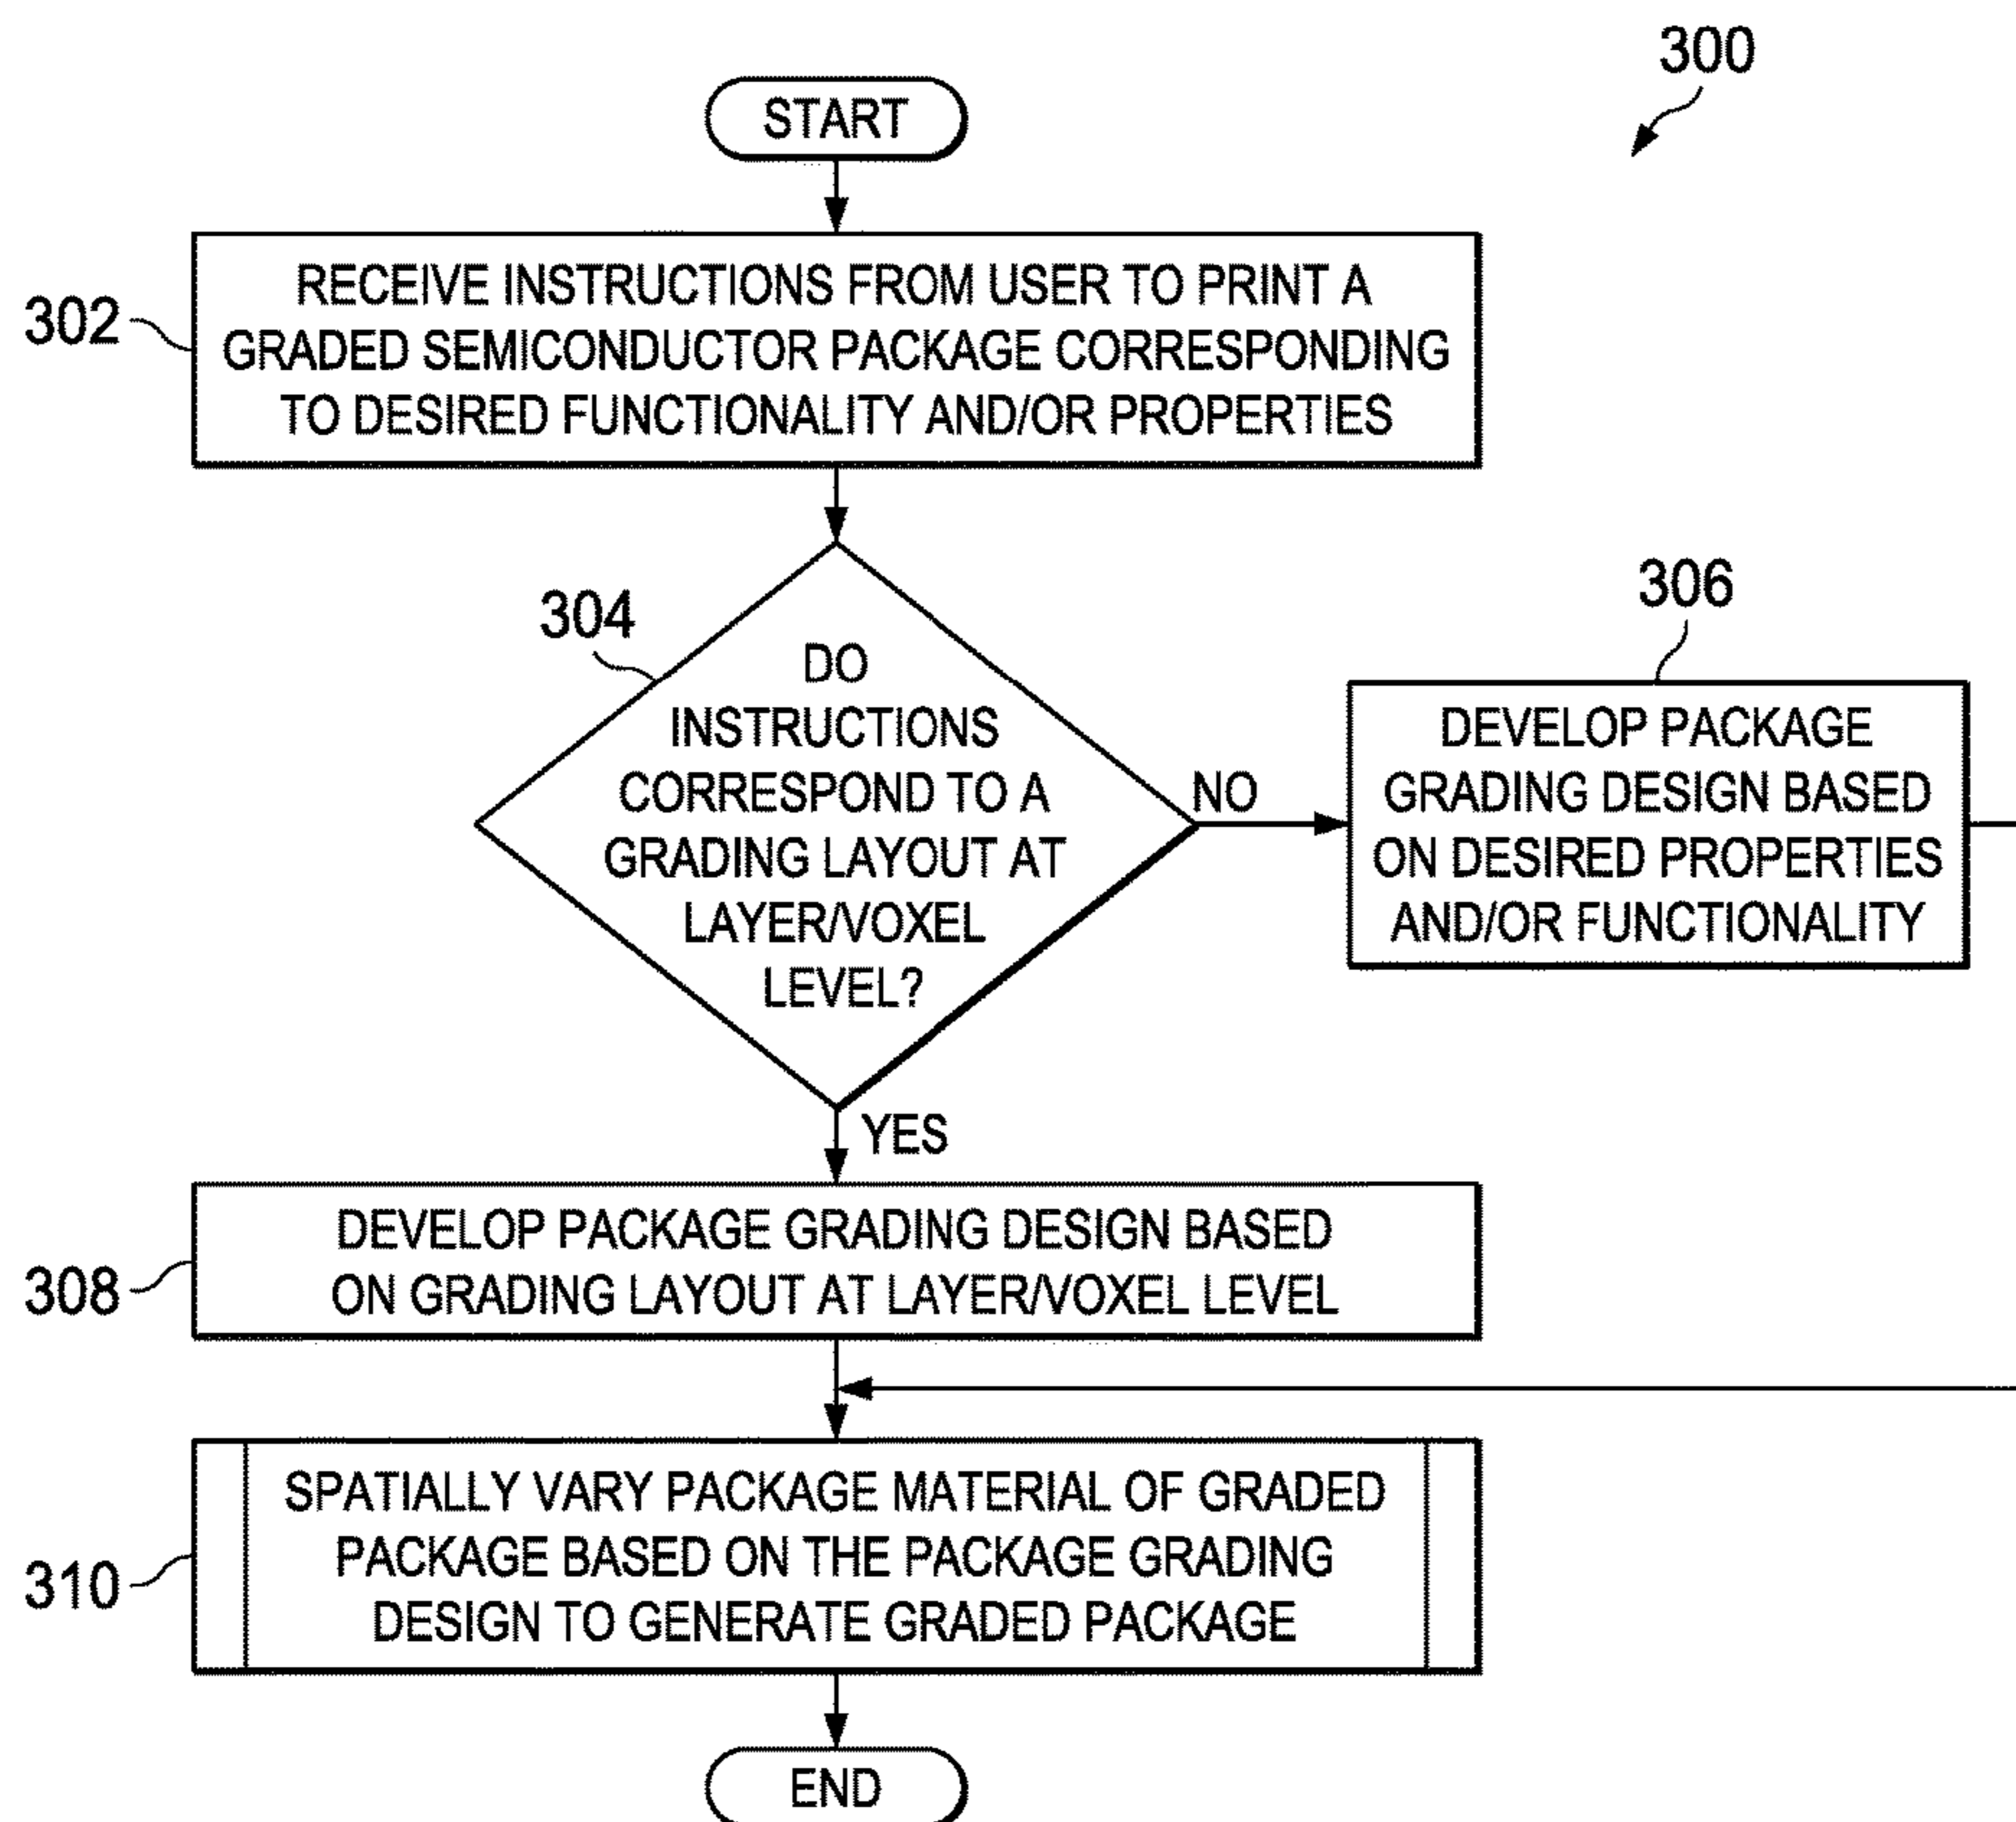 300
START
302
RECEIVE INSTRUCTIONS FROM USER TO PRINT A
GRADED SEMICONDUCTOR PACKAGE CORRESPONDING
TO DESIRED FUNCTIONALITY AND/OR PROPERTIES
304
DO
INSTRUCTIONS
CORRESPOND TO A
GRADING LAYOUT AT
LAYER/VOXEL
LEVEL?
NO
306
DEVELOP PACKAGE
GRADING DESIGN BASED
ON DESIRED PROPERTIES
AND/OR FUNCTIONALITY
YES
308
DEVELOP PACKAGE GRADING DESIGN BASED
ON GRADING LAYOUT AT LAYER/VOXEL LEVEL
310
SPATIALLY VARY PACKAGE MATERIAL OF GRADED
PACKAGE BASED ON THE PACKAGE GRADING
DESIGN TO GENERATE GRADED PACKAGE
END